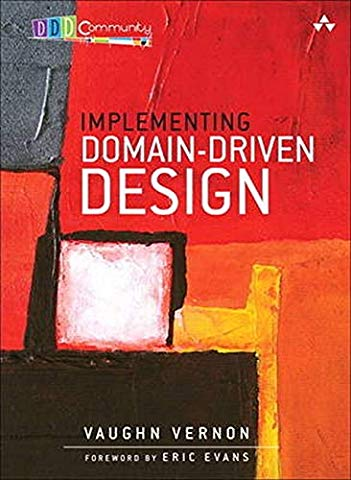 DDD Community
IMPLEMENTING
DOMAIN-DRIVEN
DESIGN
VAUGHN VERNON
FOREWORD BY ERIC EVANS